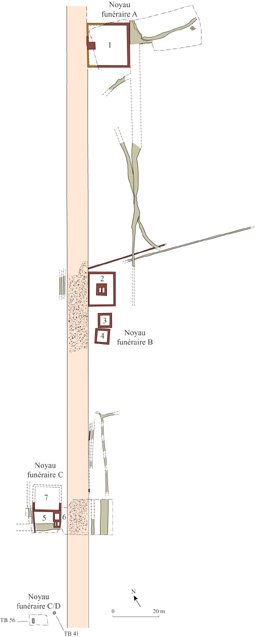 Noyau
funéraire A
1
2
3
4
Noyau
funéraire B
Noyau
funéraire C
7
5
6
Noyau
funéraire C/D
TB 56
TB 41
N
0
20 m